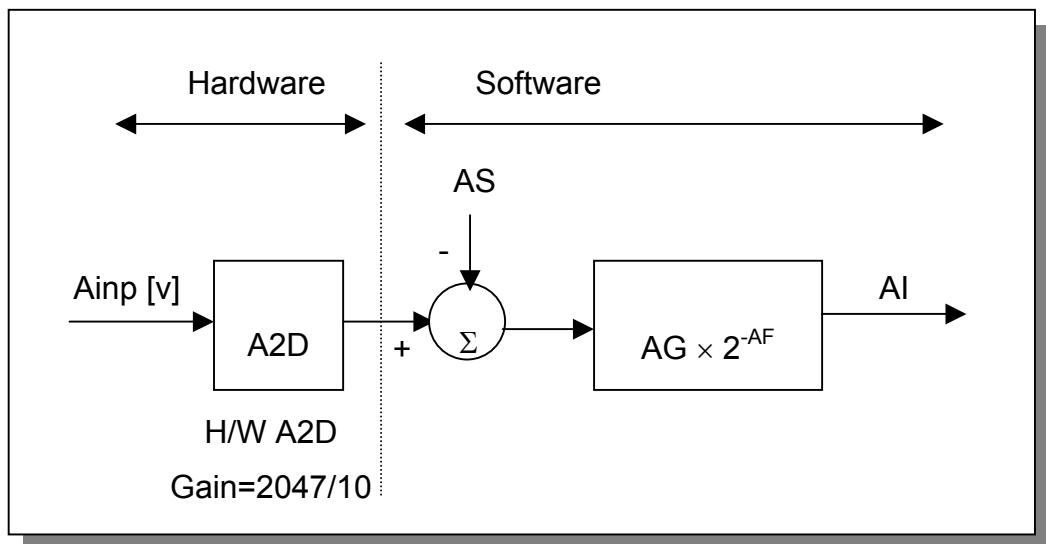 Hardware
Software
AS
-
Ainp [v]
A2D
+
Σ
AG × 2^-AF
AI
H/W A2D
Gain=2047/10